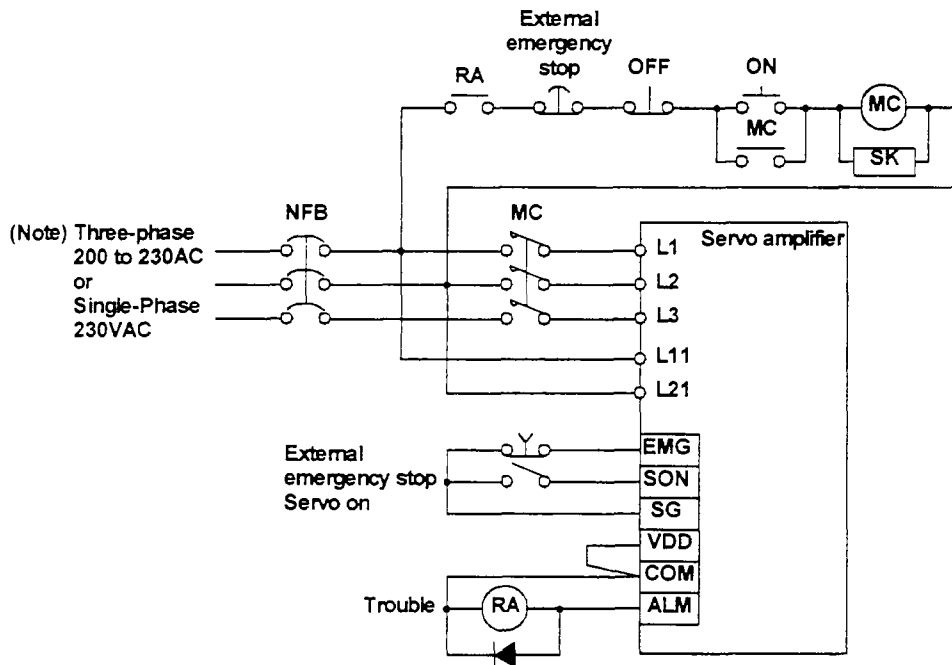 External
emergency
stop
RA
OFF
ON
MC
MC
SK
(Note) Three-phase
200 to 230AC
or
Single-Phase
230VAC
NFB
MC
Servo amplifier
L1
L2
L3
L11
L21
External
emergency stop
Servo on
EMG
SON
SG
VDD
COM
ALM
Trouble
RA